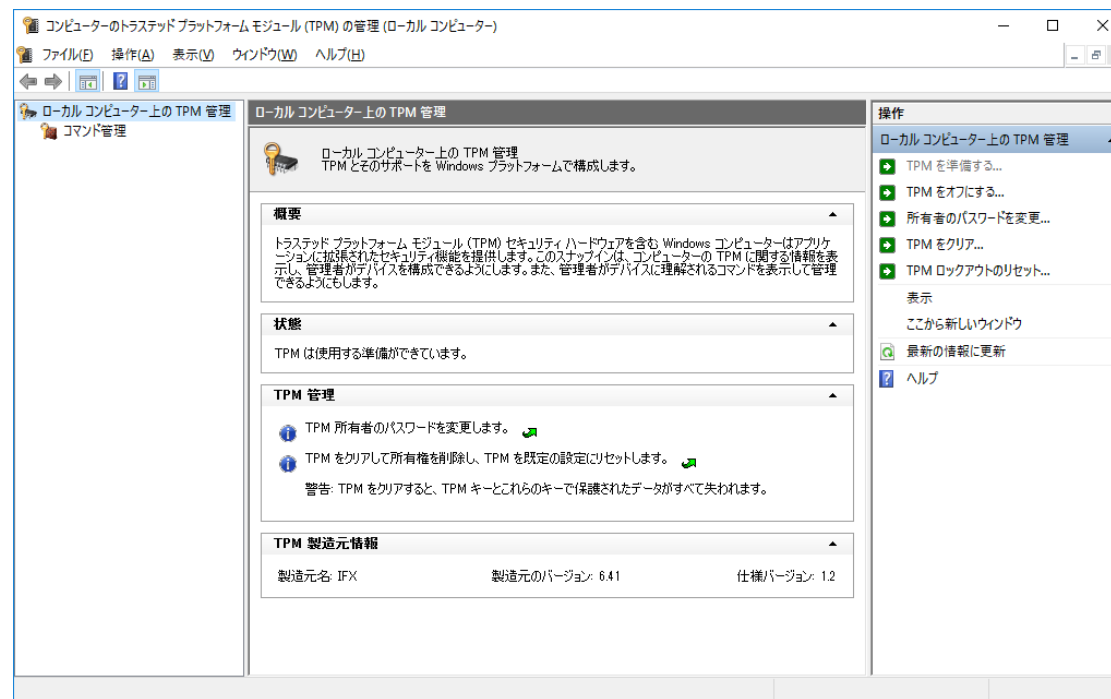 コンピューターのトラステッド プラットフォーム モジュール (TPM) の管理 (ローカル コンピューター)
ファイル(F) 操作(A) 表示(V) ウィンドウ(W) ヘルプ(H)
ローカル コンピューター上の TPM 管理
コマンド管理
ローカル コンピューター上の TPM 管理
ローカル コンピューター上の TPM 管理
TPM とそのサポートを Windows プラットフォームで構成します。
概要
トラステッド プラットフォーム モジュール (TPM) セキュリティ ハードウェアを含む Windows コンピューターはアプリケ
ーションに拡張されたセキュリティ機能を提供します。このスナップインは、コンピューターの TPM に関する情報を表
示し、管理者がデバイスを構成できるようにします。また、管理者がデバイスに理解されるコマンドを表示して管理
できるようにもします。
状態
TPM は使用する準備ができています。
TPM 管理
TPM 所有者のパスワードを変更します。
TPM をクリアして所有権を削除し、TPM を既定の設定にリセットします。
警告: TPM をクリアすると、TPM キーとこれらのキーで保護されたデータがすべて失われます。
TPM 製造元情報
製造元名: IFX 製造元のバージョン: 6.41 仕様バージョン: 1.2
操作
ローカル コンピューター上の TPM 管理
TPM を準備する...
TPM をオフにする...
所有者のパスワードを変更...
TPM をクリア...
TPM ロックアウトのリセット...
表示
ここから新しいウィンドウ
最新の情報に更新
ヘルプ